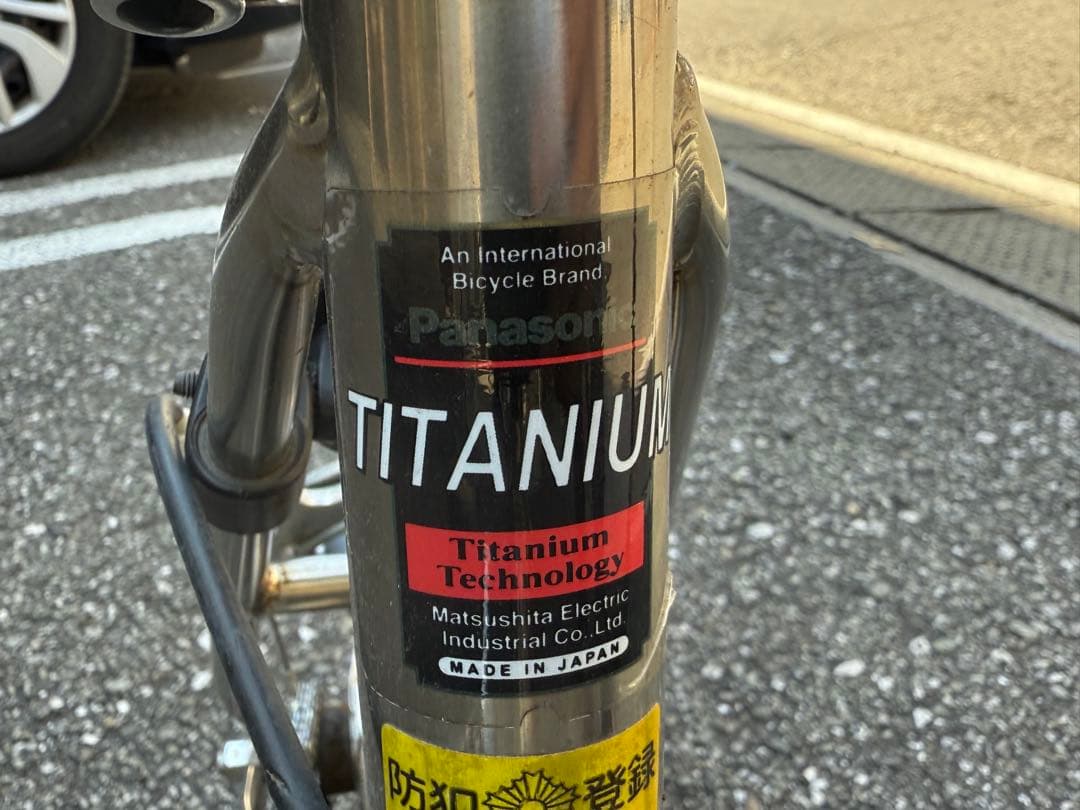 An International
Bicycle Brand.
Panasonic
TITANIUM
Titanium
Technology
Matsushita Electric
Industrial Co.,Ltd.
MADE IN JAPAN
防犯 登録